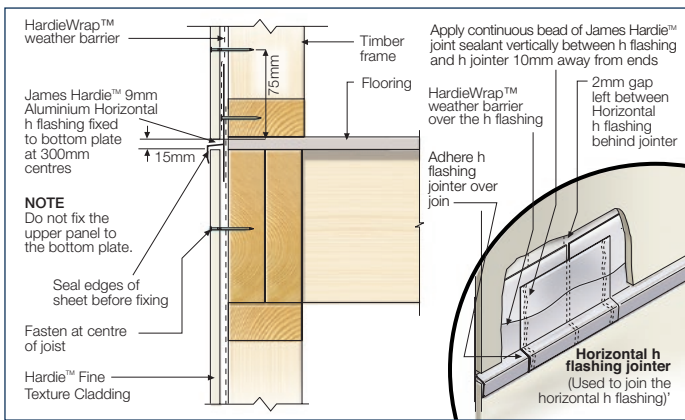 HardieWrap™
weather barrier
James Hardie™ 9mm
Aluminium Horizontal
h flashing fixed
to bottom plate
at 300mm
centres
15mm
NOTE
Do not fix the
upper panel to
the bottom plate.
Seal edges of
sheet before fixing
Fasten at centre
of joist
Hardie™ Fine
Texture Cladding
75mm
Timber
frame
Flooring
Apply continuous bead of James Hardie™
joint sealant vertically between h flashing
and h jointer 10mm away from ends
HardieWrap™
weather barrier
over the h flashing
2mm gap
left between
Horizontal
h flashing
behind jointer
Adhere h
flashing
jointer over
join
Horizontal h
flashing jointer
(Used to join the
horizontal h flashing)'